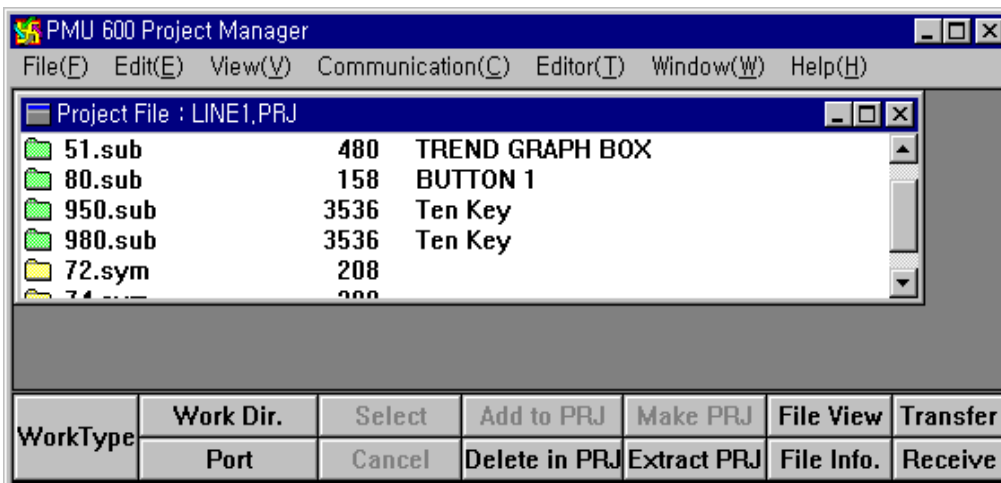 PMU 600 Project Manager
File(F) Edit(E) View(V) Communication(C) Editor(T) Window(W) Help(H)
Project File : LINE1,PRJ
51.sub 480 TREND GRAPH BOX
80.sub 158 BUTTON 1
950.sub 3536 Ten Key
980.sub 3536 Ten Key
72.sym 208
WorkType Work Dir. Select Add to PRJ Make PRJ File View Transfer
Port Cancel Delete in PRJ Extract PRJ File Info. Receive